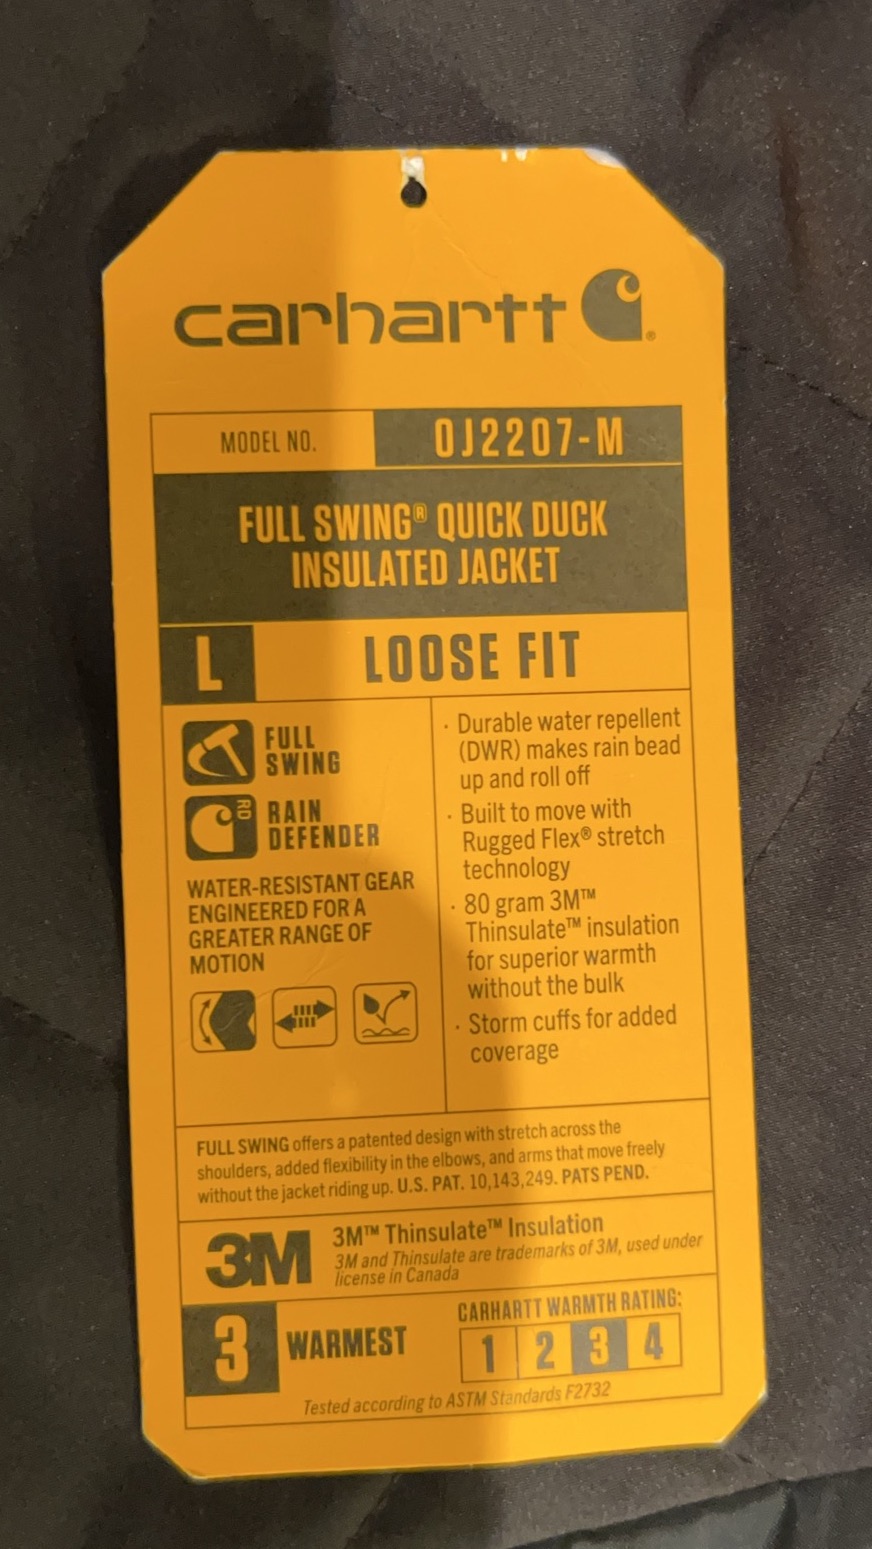 carhartt
MODEL NO. OJ2207-M
FULL SWING® QUICK DUCK
INSULATED JACKET
L LOOSE FIT
FULL
SWING
RD
RAIN
DEFENDER
WATER-RESISTANT GEAR
ENGINEERED FOR A
GREATER RANGE OF
MOTION
· Durable water repellent
(DWR) makes rain bead
up and roll off
· Built to move with
Rugged Flex® stretch
technology
· 80 gram 3M™
Thinsulate™ insulation
for superior warmth
without the bulk
· Storm cuffs for added
coverage
FULL SWING offers a patented design with stretch across the
shoulders, added flexibility in the elbows, and arms that move freely
without the jacket riding up. U.S. PAT. 10,143,249. PATS PEND.
3M
3M™ Thinsulate™ Insulation
3M and Thinsulate are trademarks of 3M, used under
license in Canada
3 WARMEST
CARHARTT WARMTH RATING:
1 2 3 4
Tested according to ASTM Standards F2732